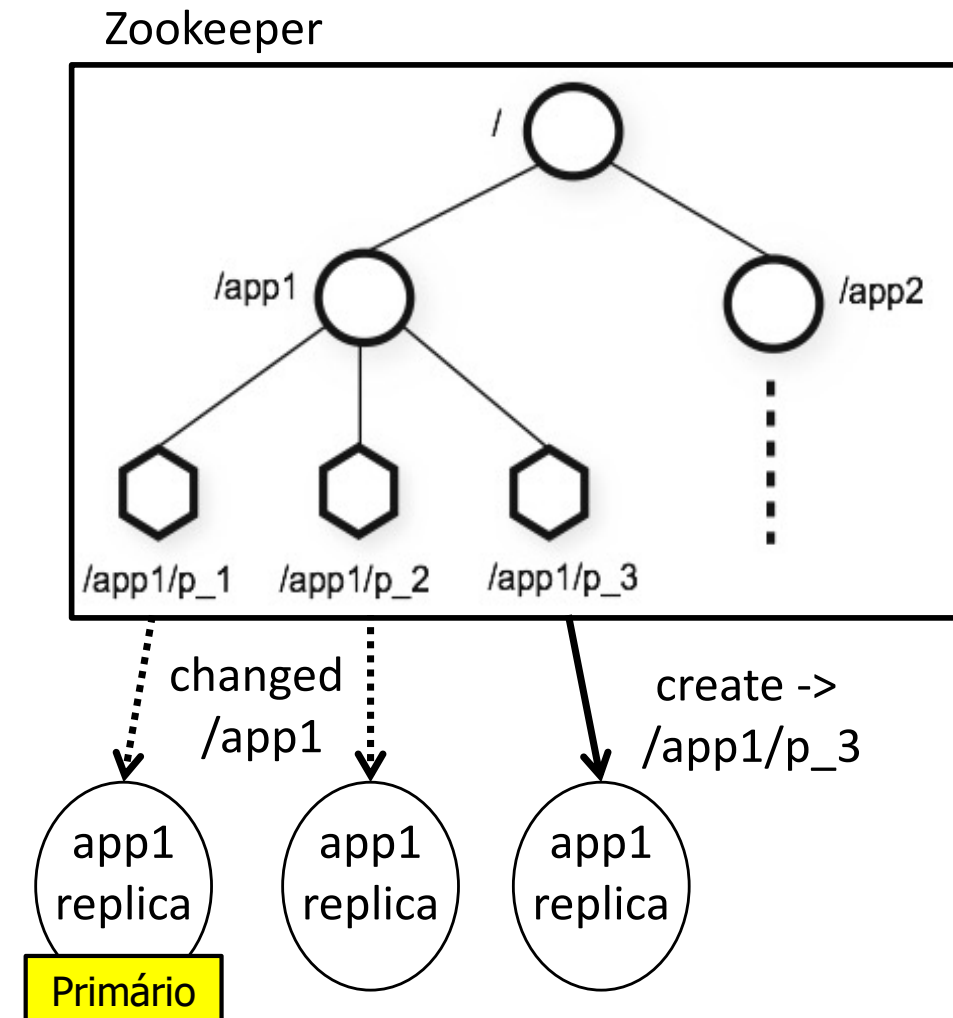 Zookeeper
/
/app1
/app2
/app1/p_1
/app1/p_2
/app1/p_3
changed
/app1
create ->
/app1/p_3
app1
replica
app1
replica
app1
replica
Primário